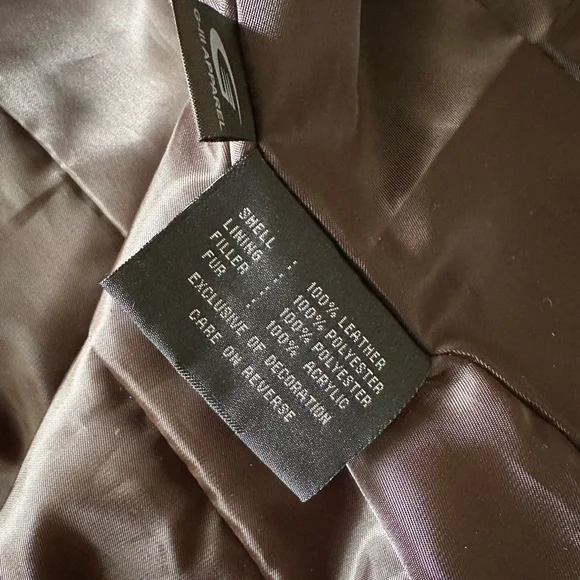 G-III APPAREL
SHELL : 100% LEATHER
LINING : 100% POLYESTER
FILLER : 100% POLYESTER
FUR : 100% ACRYLIC
EXCLUSIVE OF DECORATION
CARE ON REVERSE